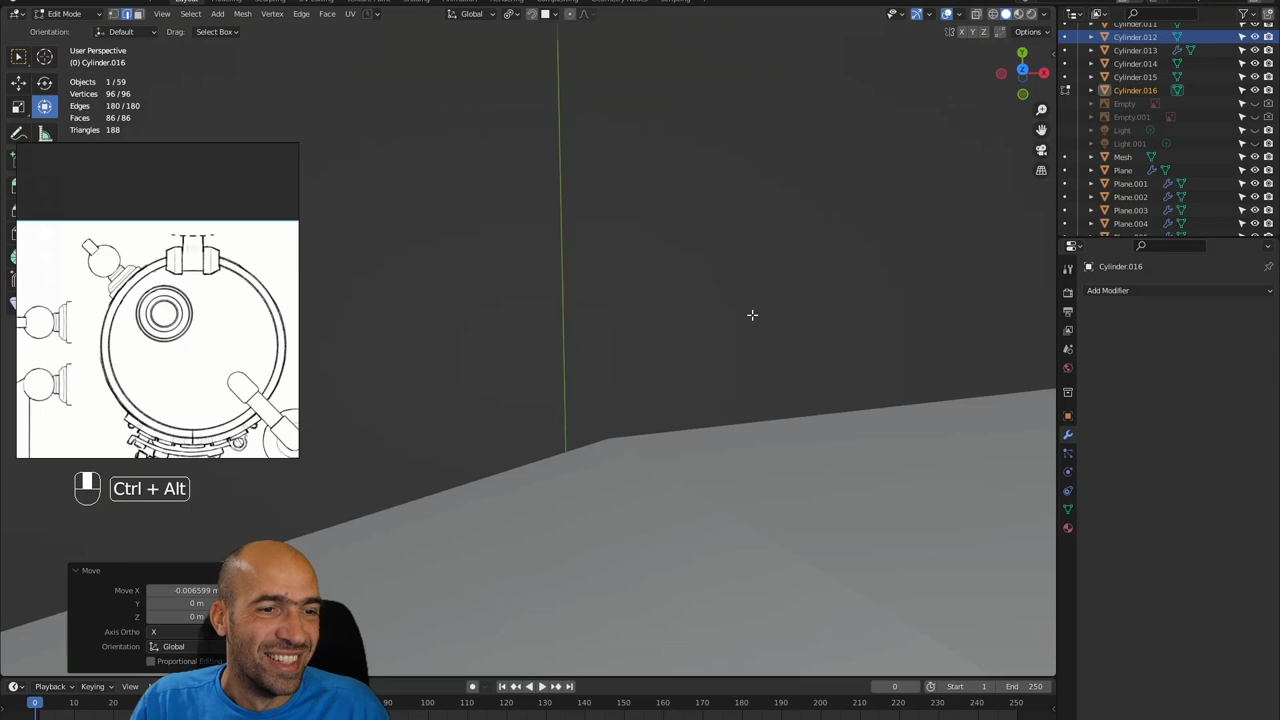 Edit Mode
View
Select
Add
Mesh
Vertex
Edge
Face
UV
Global
Orientation:
Default
Drag:
Select Box
X Y Z
Options
User Perspective
(0) Cylinder.016
Objects 1/59
Vertices 96/96
Edges 180/180
Faces 86/86
Triangles 188
Y
Z
X
Cylinder.011
Cylinder.012
Cylinder.013
Cylinder.014
Cylinder.015
Cylinder.016
Empty
Empty.001
Light
Light.001
Mesh
Plane
Plane.001
Plane.002
Plane.003
Plane.004
Cylinder.016
Add Modifier
Ctrl + Alt
Move
Move X -0.006599 m
Y 0 m
Z 0 m
Axis Ortho X
Orientation Global
Proportional Editing
Playback
Keying
View
0
Start 1
End 250
0 10 20
100 110 120 130 140 150 160 170 180 190 200 210 220 230 240 250